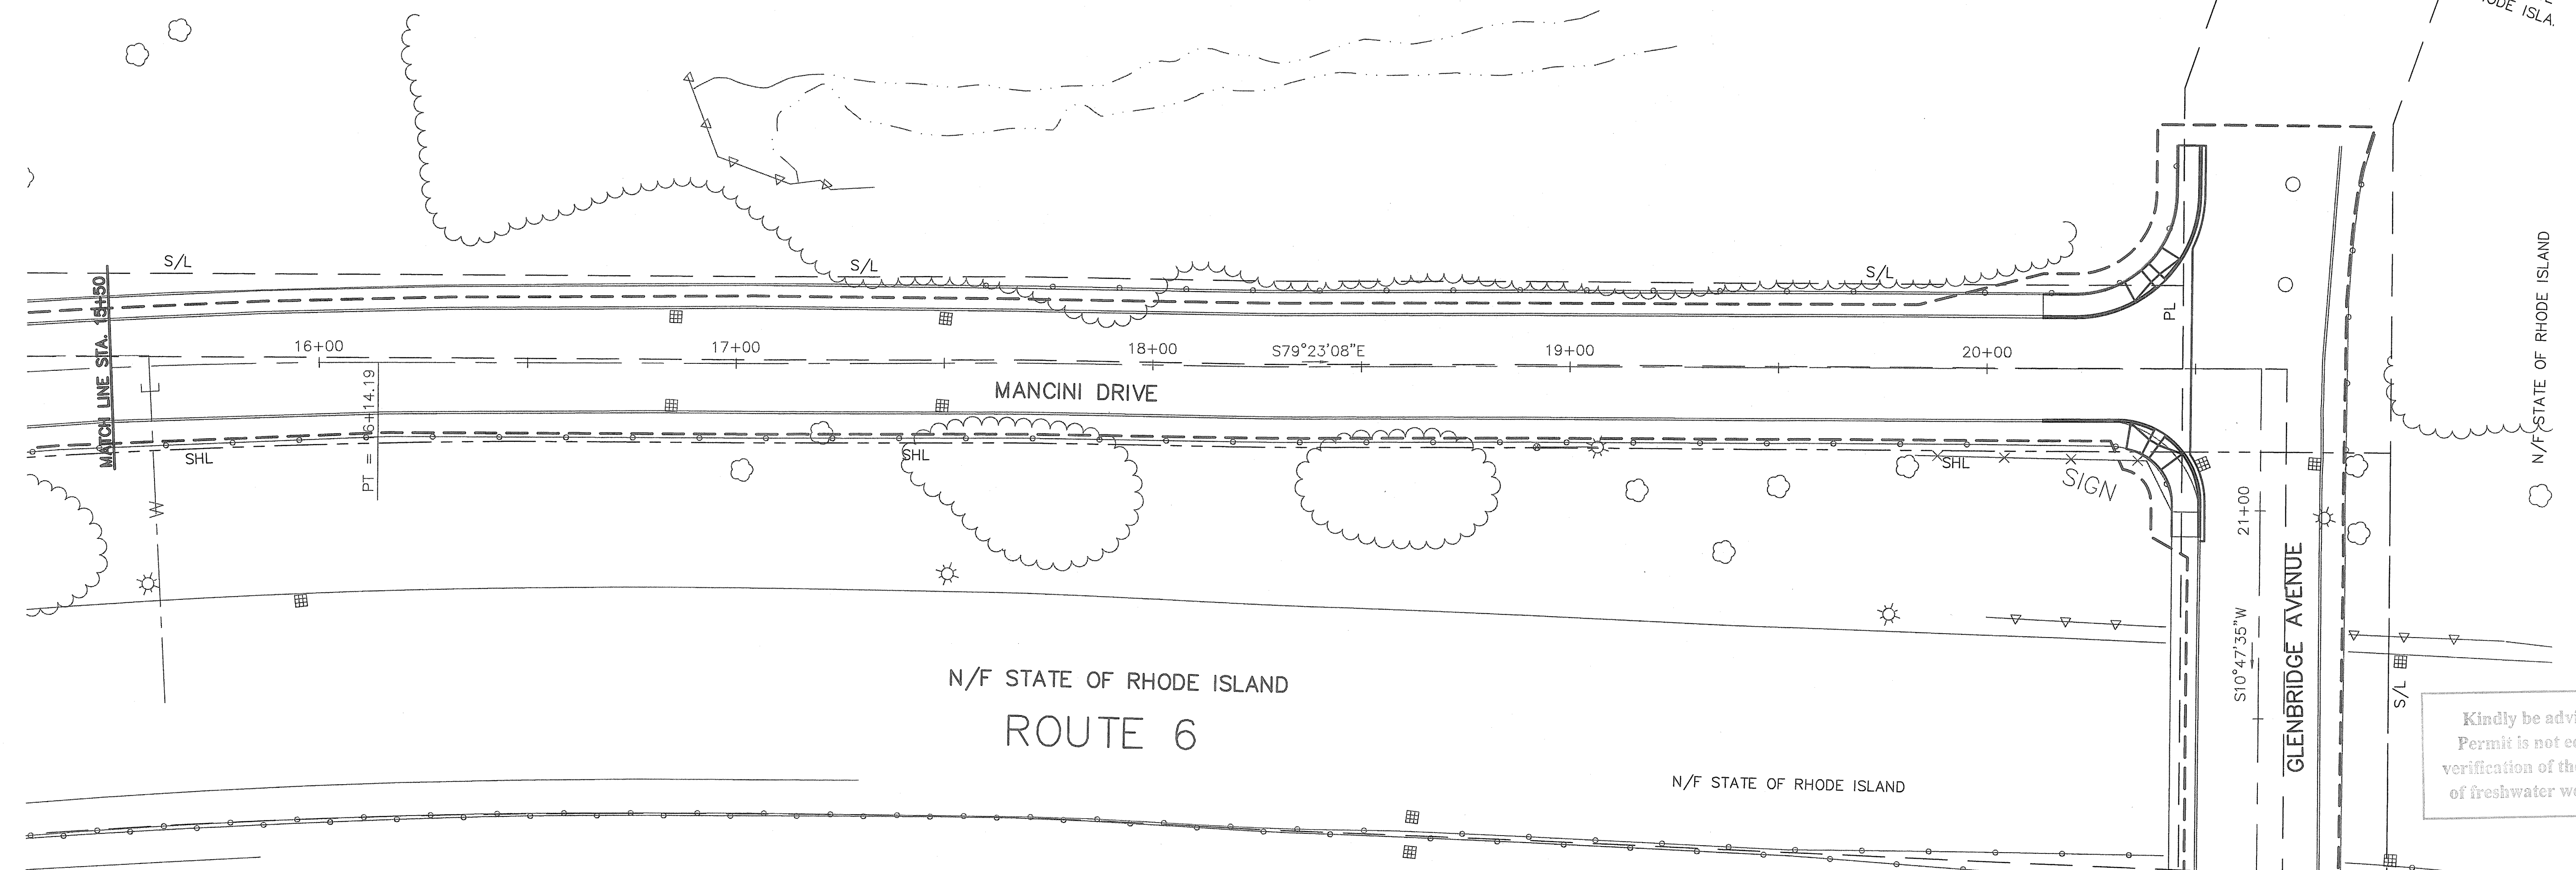 ODE ISLA.
S/L
S/L
S/L
MATCH LINE STA. 15+50
16+00
17+00
18+00
S79°23'08"E
19+00
20+00
PL
N/F STATE OF RHODE ISLAND
MANCINI DRIVE
PT = 16+14.19
SHL
SHL
SHL
SIGN
W
21+00
S10°47'35"W
GLENBRIDGE AVENUE
S/L
N/F STATE OF RHODE ISLAND
ROUTE 6
N/F STATE OF RHODE ISLAND
Kindly be advi
Permit is not e
verification of th
of freshwater we